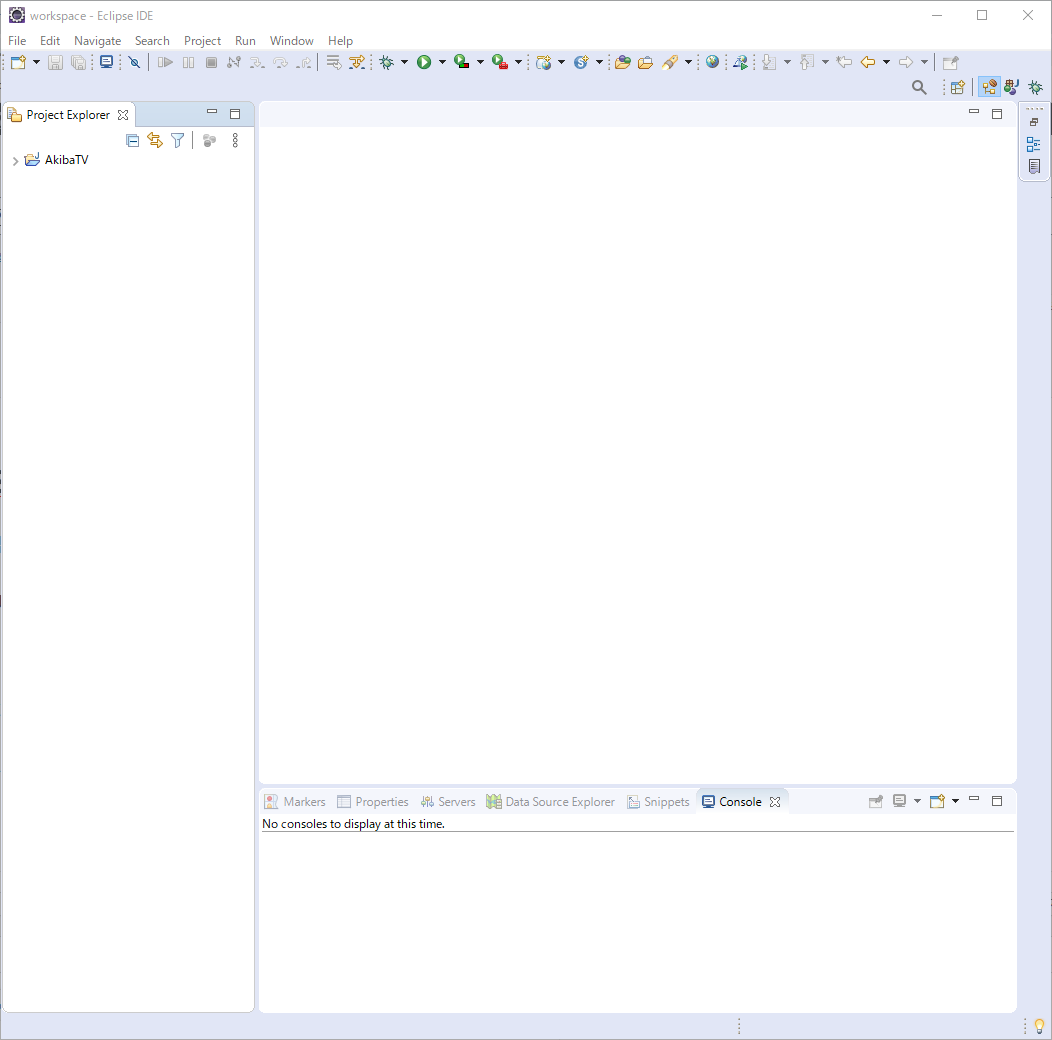 workspace - Eclipse IDE
File Edit Navigate Search Project Run Window Help
Project Explorer
AkibaTV
Markers Properties Servers Data Source Explorer Snippets Console
No consoles to display at this time.